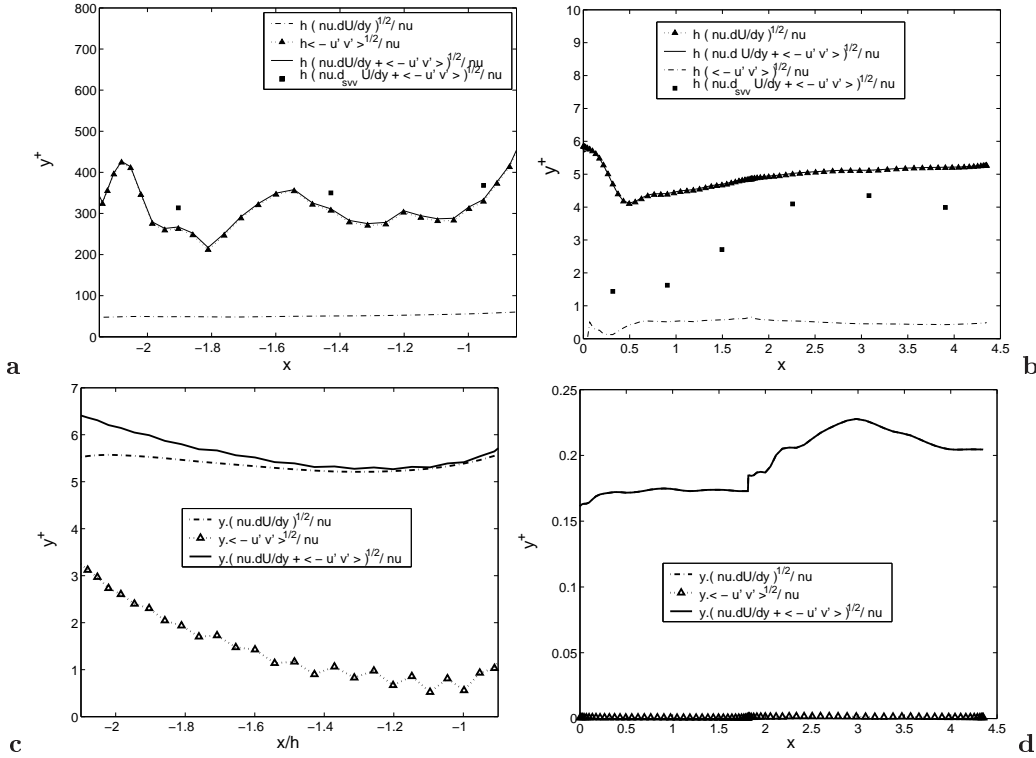 800
700
600
500
400
300
200
100
0
y+
h ( nu.dU/dy )1/2/ nu
h< − u' v' >1/2/ nu
h ( nu.dU/dy + < − u' v' > )1/2/ nu
h ( nu.dsvv U/dy + < − u' v' > )1/2/ nu
−2 −1.8 −1.6 −1.4 −1.2 −1
x
a
10
9
8
7
6
5
4
3
2
1
0
y+
h ( nu.dU/dy )1/2/ nu
h ( nu.d U/dy + < − u' v' > )1/2/ nu
h ( < − u' v' > )1/2/ nu
h ( nu.dsvv U/dy + < − u' v' > )1/2/ nu
0 0.5 1 1.5 2 2.5 3 3.5 4 4.5
x
b
7
6
5
4
3
2
1
0
y+
y.( nu.dU/dy )1/2/ nu
y.< − u' v' >1/2/ nu
y.( nu.dU/dy + < − u' v' > )1/2/ nu
−2 −1.8 −1.6 −1.4 −1.2 −1
x/h
c
0.25
0.2
0.15
0.1
0.05
0
y+
y.( nu.dU/dy )1/2/ nu
y.< − u' v' >1/2/ nu
y.( nu.dU/dy + < − u' v' > )1/2/ nu
0 0.5 1 1.5 2 2.5 3 3.5 4 4.5
x
d